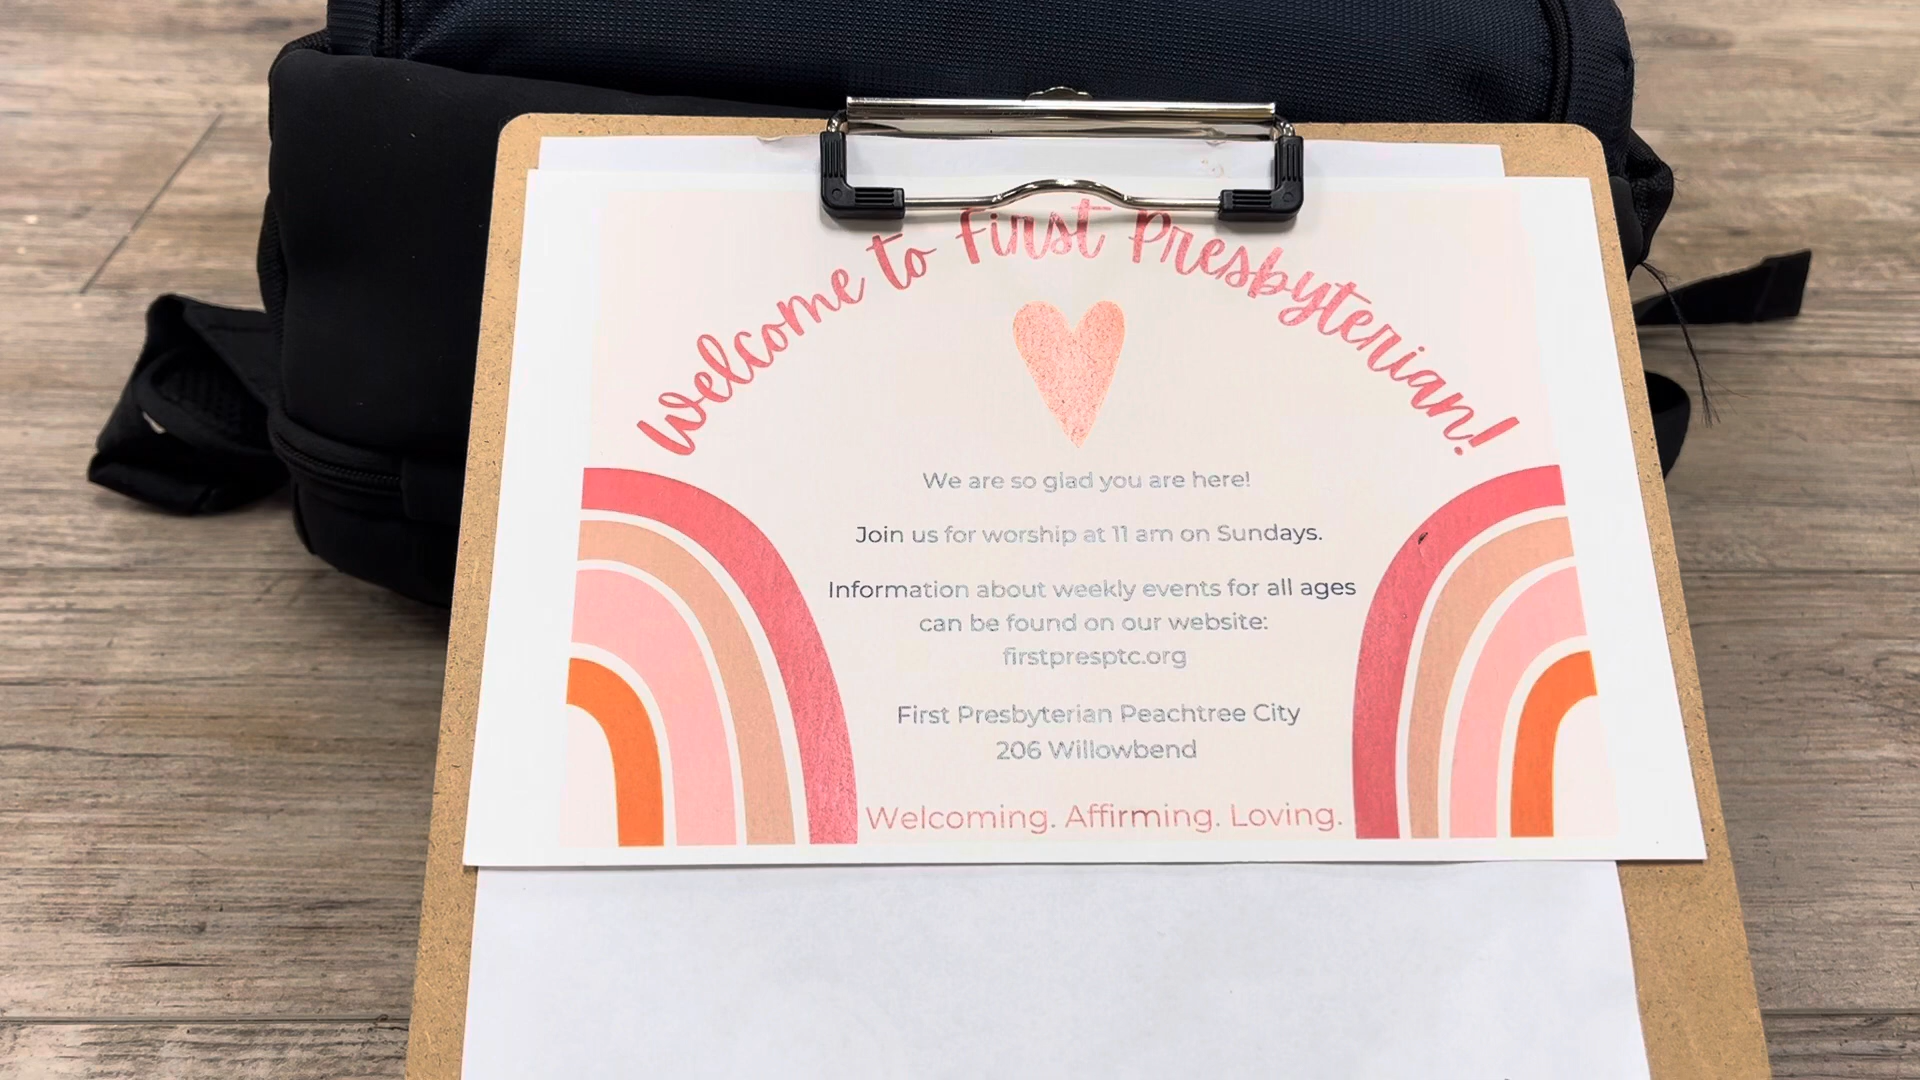 Welcome to First Presbyterian!
We are so glad you are here!
Join us for worship at 11 am on Sundays.
Information about weekly events for all ages
can be found on our website:
firstpresptc.org
First Presbyterian Peachtree City
206 Willowbend
Welcoming. Affirming. Loving.